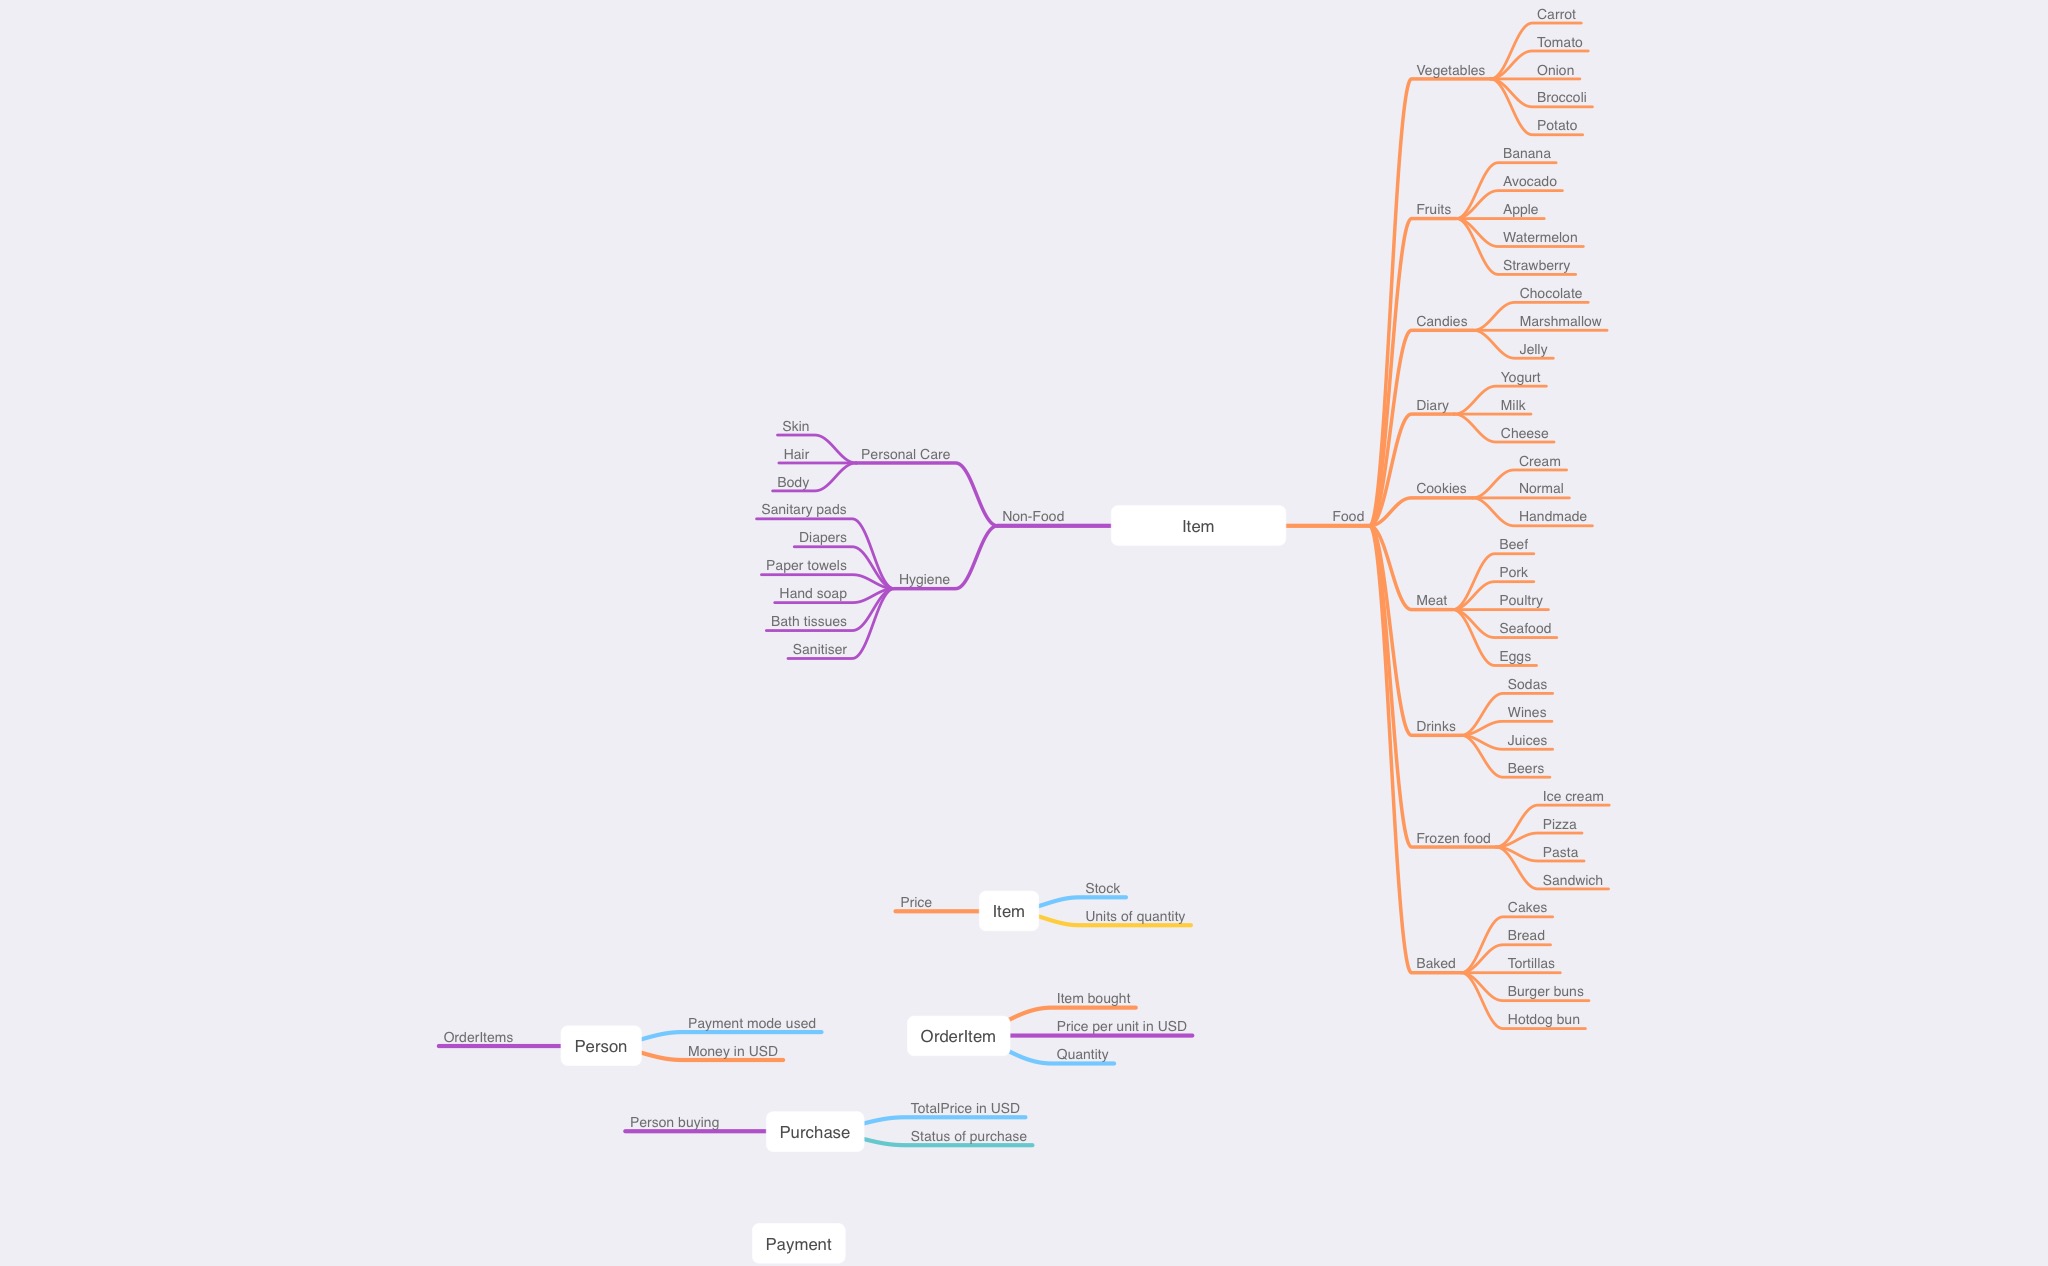 Carrot
Tomato
Vegetables
Onion
Broccoli
Potato
Banana
Avocado
Fruits
Apple
Watermelon
Strawberry
Chocolate
Candies
Marshmallow
Jelly
Yogurt
Diary
Milk
Cheese
Cream
Cookies
Normal
Handmade
Beef
Pork
Meat
Poultry
Seafood
Eggs
Sodas
Wines
Drinks
Juices
Beers
Ice cream
Pizza
Frozen food
Pasta
Sandwich
Cakes
Bread
Baked
Tortillas
Burger buns
Hotdog bun
Food
Item
Non-Food
Personal Care
Skin
Hair
Body
Hygiene
Sanitary pads
Diapers
Paper towels
Hand soap
Bath tissues
Sanitiser
Price
Item
Stock
Units of quantity
OrderItems
Person
Payment mode used
Money in USD
OrderItem
Item bought
Price per unit in USD
Quantity
Person buying
Purchase
TotalPrice in USD
Status of purchase
Payment